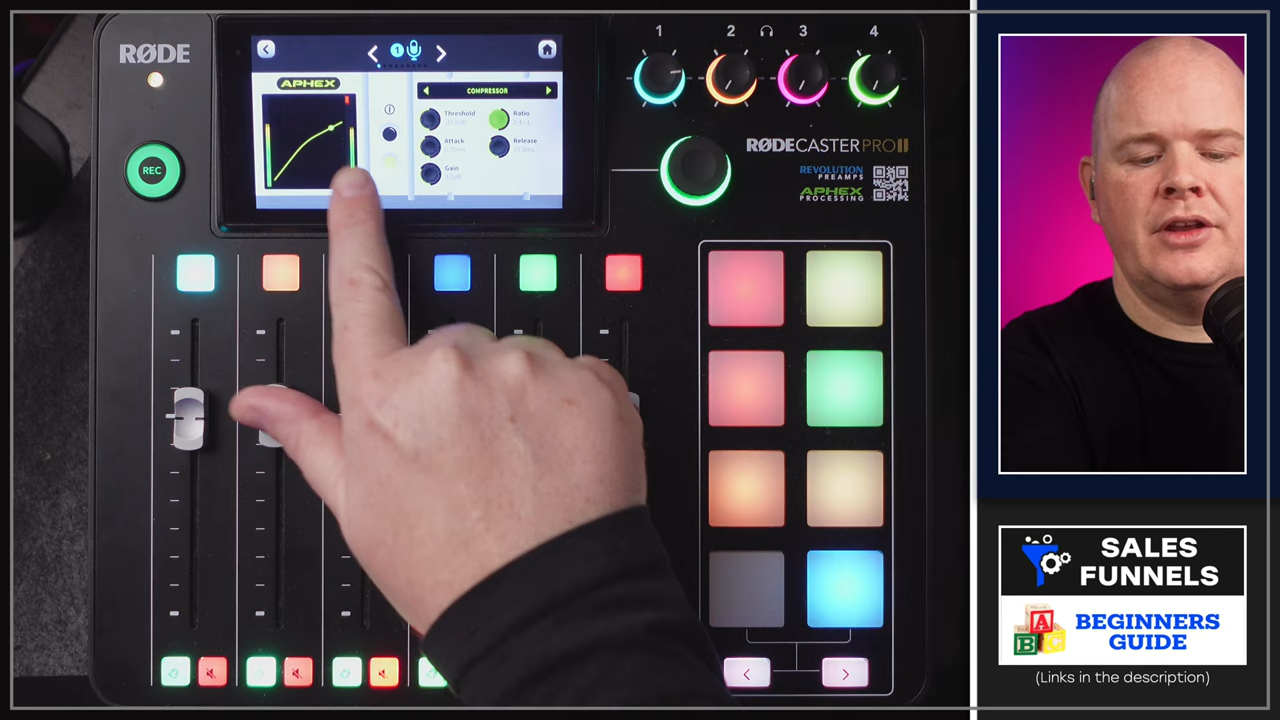 RØDE
REC
1
APHEX
COMPRESSOR
Threshold
Ratio
Attack
Release
Gain
1 2 3 4
RØDECASTER PRO II
REVOLUTION
PREAMPS
APHEX
PROCESSING
SALES
FUNNELS
A
B
BEGINNERS
GUIDE
(Links in the description)